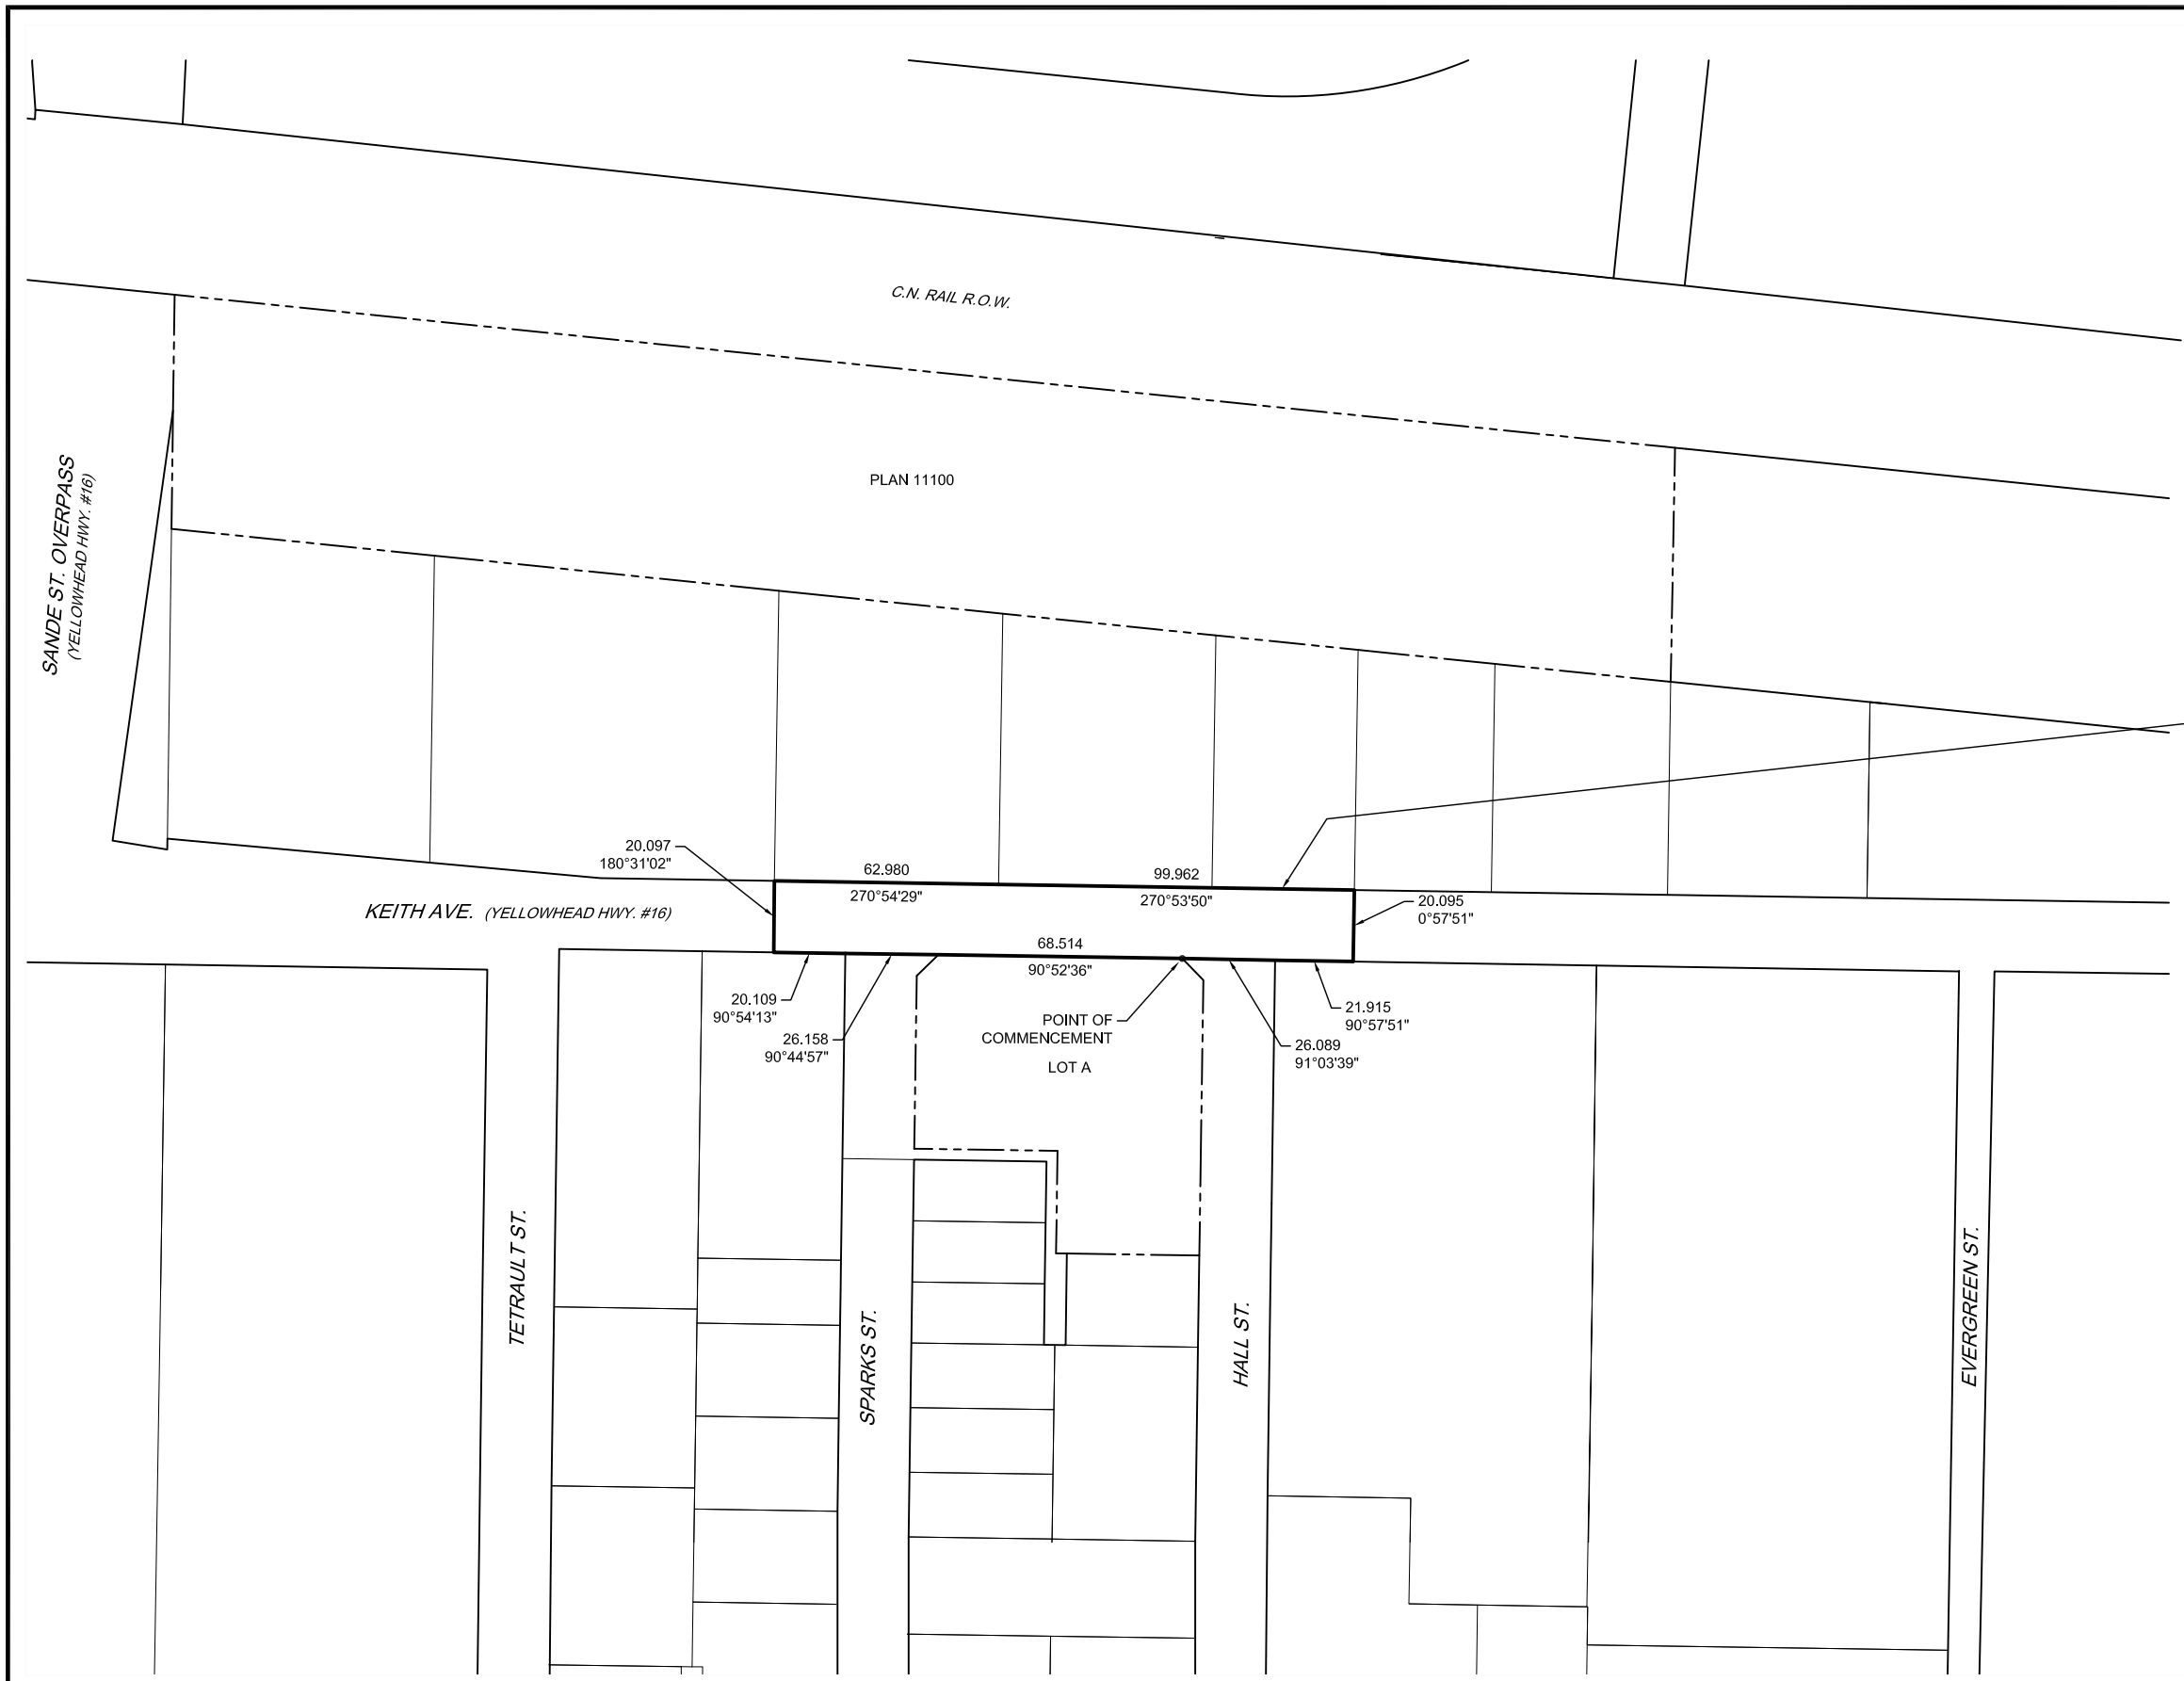 C.N. RAIL R.O.W.
PLAN 11100
SANDE ST. OVERPASS
(YELLOWHEAD HWY. #16)
20.097
180°31'02"
62.980
270°54'29"
99.962
270°53'50"
20.095
0°57'51"
KEITH AVE. (YELLOWHEAD HWY. #16)
68.514
90°52'36"
20.109
90°54'13"
26.158
90°44'57"
POINT OF
COMMENCEMENT
LOT A
21.915
90°57'51"
26.089
91°03'39"
TETRAULT ST.
SPARKS ST.
HALL ST.
EVERGREEN ST.